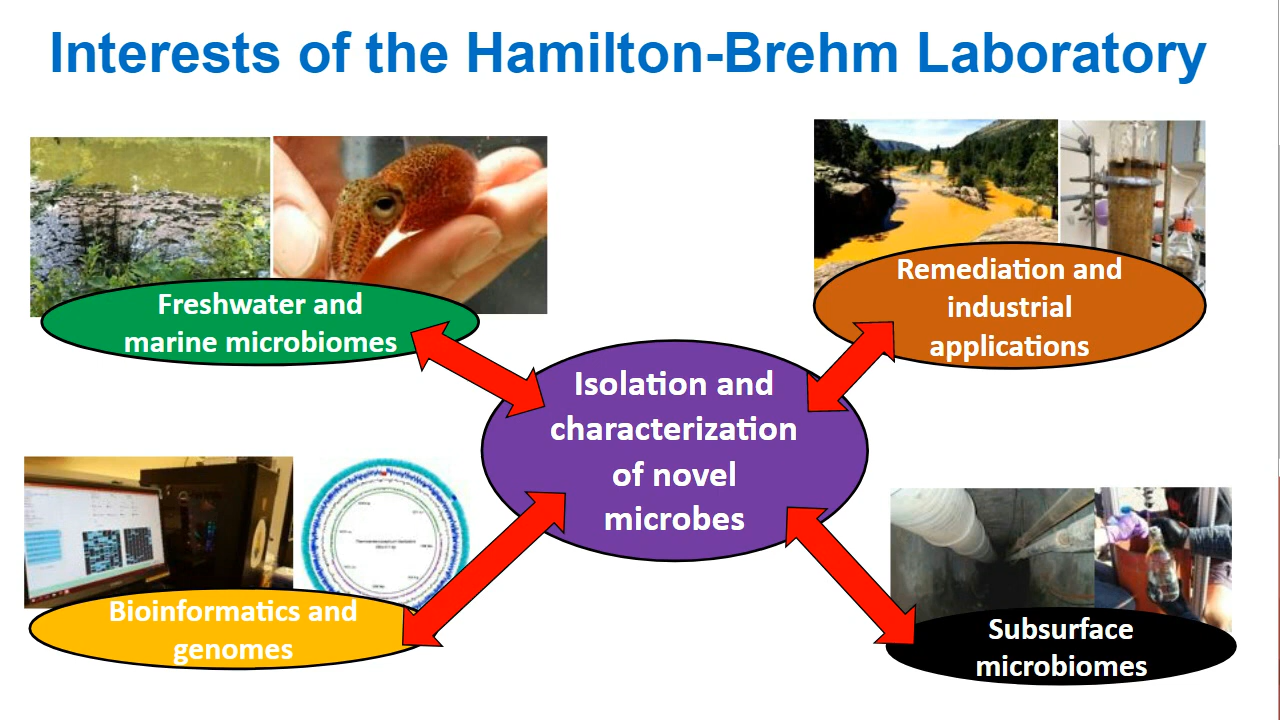 Interests of the Hamilton-Brehm Laboratory
Freshwater and
marine microbiomes
Remediation and
industrial
applications
Isolation and
characterization
of novel
microbes
Bioinformatics and
genomes
Subsurface
microbiomes